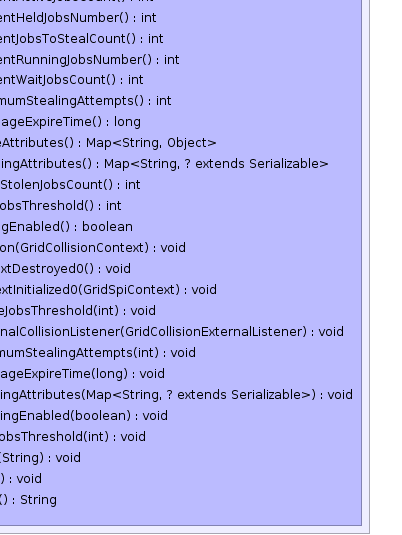 entHeldJobsNumber() : int
entJobsToStealCount() : int
entRunningJobsNumber() : int
entWaitJobsCount() : int
mumStealingAttempts() : int
ageExpireTime() : long
eAttributes() : Map<String, Object>
ingAttributes() : Map<String, ? extends Serializable>
StolenJobsCount() : int
obsThreshold() : int
gEnabled() : boolean
on(GridCollisionContext) : void
xtDestroyed0() : void
extInitialized0(GridSpiContext) : void
eJobsThreshold(int) : void
nalCollisionListener(GridCollisionExternalListener) : void
mumStealingAttempts(int) : void
ageExpireTime(long) : void
ingAttributes(Map<String, ? extends Serializable>) : void
ingEnabled(boolean) : void
obsThreshold(int) : void
(String) : void
) : void
() : String